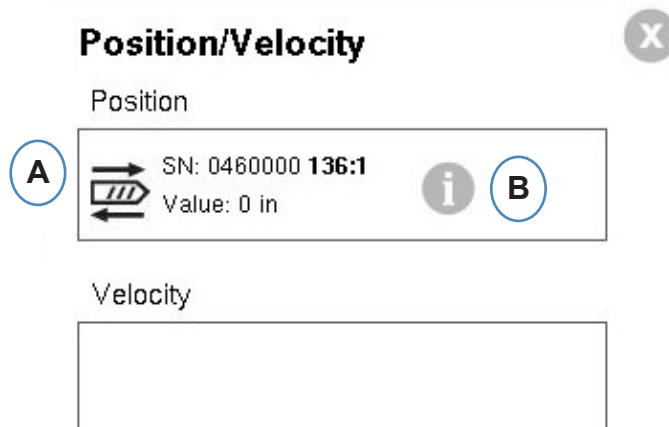 Position/Velocity
X
Position
A
SN: 0460000 136:1
Value: 0 in
i
B
Velocity